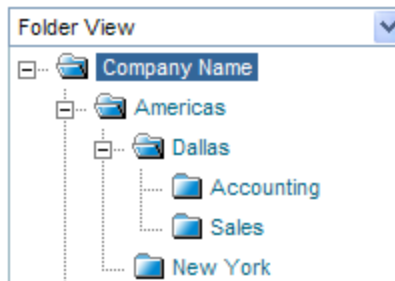 Folder View
Company Name
Americas
Dallas
Accounting
Sales
New York